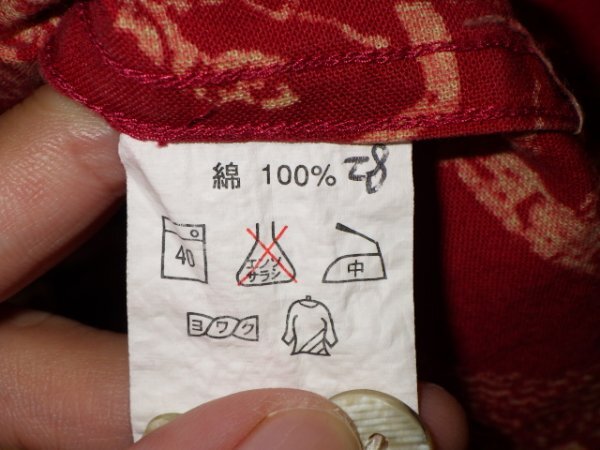 綿 100%
40
エンソ
サラシ
中
ヨワク